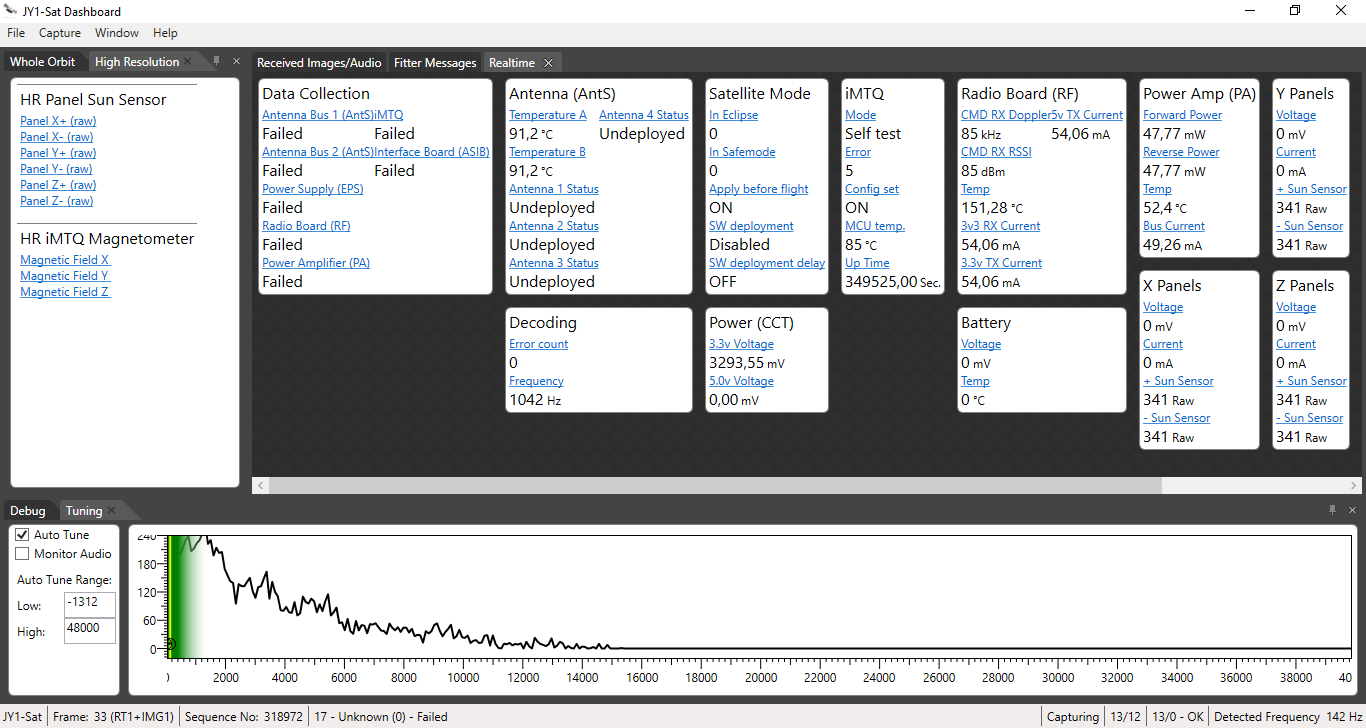 JY1-Sat Dashboard
File Capture Window Help
Whole Orbit High Resolution
HR Panel Sun Sensor
Panel X+ (raw)
Panel X- (raw)
Panel Y+ (raw)
Panel Y- (raw)
Panel Z+ (raw)
Panel Z- (raw)
HR iMTQ Magnetometer
Magnetic Field X
Magnetic Field Y
Magnetic Field Z
Received Images/Audio Fitter Messages Realtime
Data Collection
Antenna Bus 1 (AntS) iMTQ
Failed Failed
Antenna Bus 2 (AntS) Interface Board (ASIB)
Failed Failed
Power Supply (EPS)
Failed
Radio Board (RF)
Failed
Power Amplifier (PA)
Failed
Antenna (AntS)
Temperature A Antenna 4 Status
91,2 °C Undeployed
Temperature B
91,2 °C
Antenna 1 Status
Undeployed
Antenna 2 Status
Undeployed
Antenna 3 Status
Undeployed
Satellite Mode
In Eclipse
0
In Safemode
0
Apply before flight
ON
SW deployment
Disabled
SW deployment delay
OFF
iMTQ
Mode
Self test
Error
5
Config set
ON
MCU temp.
85 °C
Up Time
349525,00 Sec.
Radio Board (RF)
CMD RX Doppler 5v TX Current
85 kHz 54,06 mA
CMD RX RSSI
85 dBm
Temp
151,28 °C
3v3 RX Current
54,06 mA
3.3v TX Current
54,06 mA
Power Amp (PA)
Forward Power
47,77 mW
Reverse Power
47,77 mW
Temp
52,4 °C
Bus Current
49,26 mA
Y Panels
Voltage
0 mV
Current
0 mA
+ Sun Sensor
341 Raw
- Sun Sensor
341 Raw
Decoding
Error count
0
Frequency
1042 Hz
Power (CCT)
3.3v Voltage
3293,55 mV
5.0v Voltage
0,00 mV
Battery
Voltage
0 mV
Temp
0 °C
X Panels
Voltage
0 mV
Current
0 mA
+ Sun Sensor
341 Raw
- Sun Sensor
341 Raw
Z Panels
Voltage
0 mV
Current
0 mA
+ Sun Sensor
341 Raw
- Sun Sensor
341 Raw
Debug Tuning
Auto Tune
Monitor Audio
Auto Tune Range:
Low: -1312
High: 48000
240
180
120
60
0
2000 4000 6000 8000 10000 12000 14000 16000 18000 20000 22000 24000 26000 28000 30000 32000 34000 36000 38000 40
JY1-Sat Frame: 33 (RT1+IMG1) Sequence No: 318972 17 - Unknown (0) - Failed Capturing 13/12 13/0 - OK Detected Frequency 142 Hz